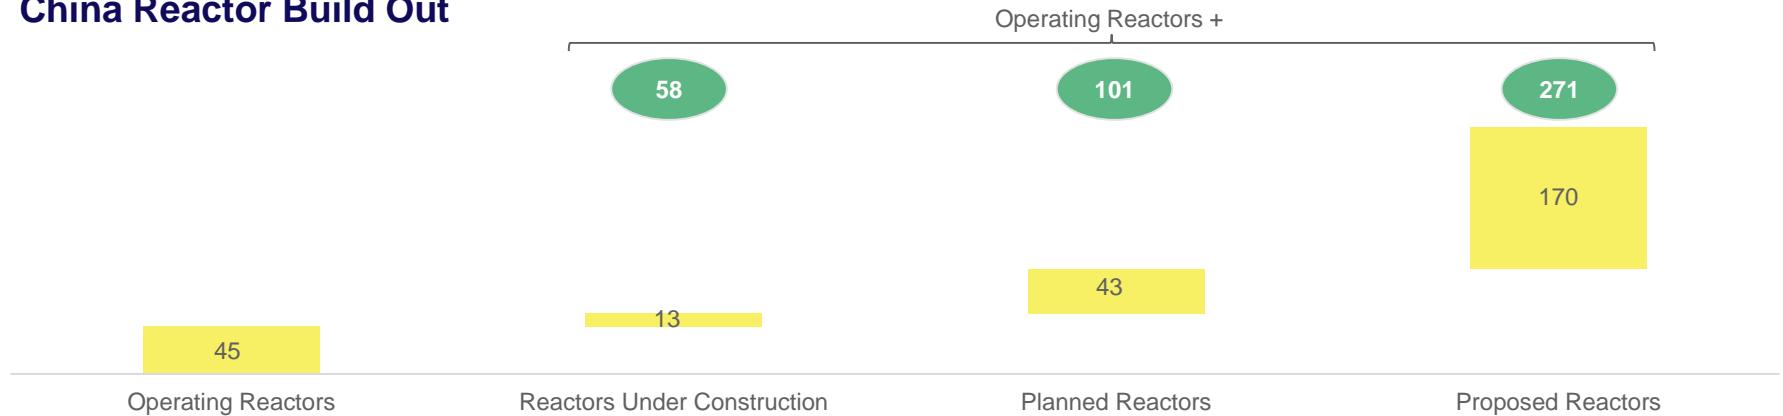 China Reactor Build Out
Operating Reactors +
58
101
271
170
43
13
45
Operating Reactors
Reactors Under Construction
Planned Reactors
Proposed Reactors